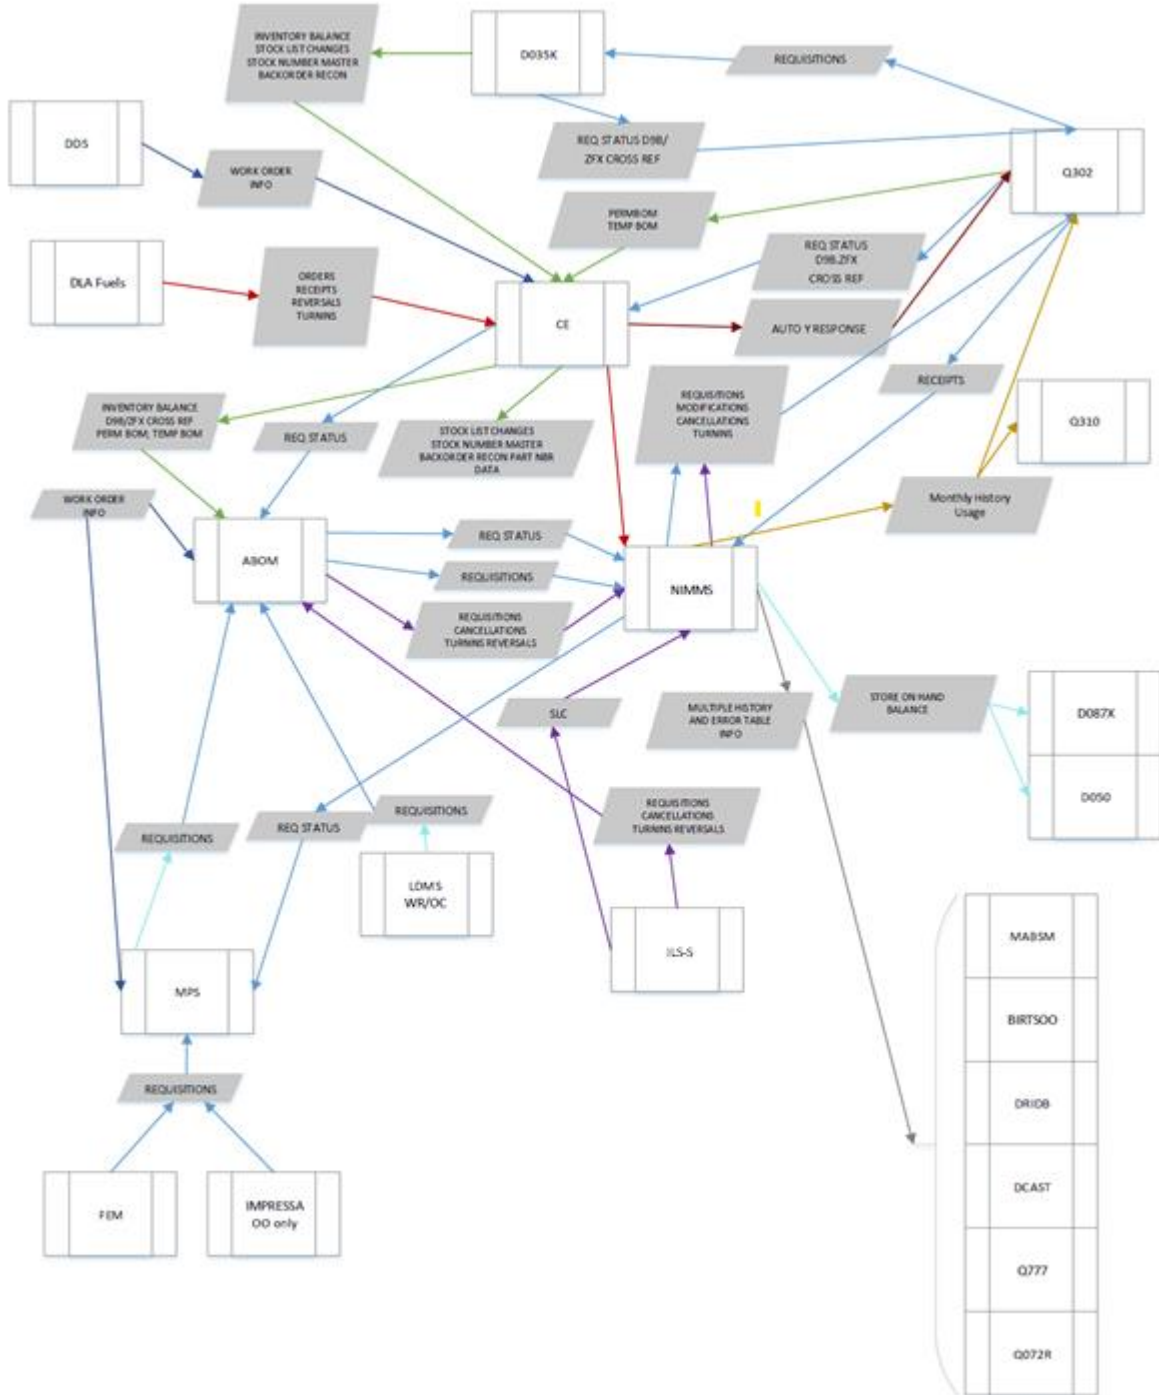 INVENTORY BALANCE
STOCK LIST CHANGES
STOCK NUMBER MASTER
BACKORDER RECON
D035K
REQUISITIONS
REQ STATUS D9B/
ZFX CROSS REF
DDS
WORK ORDER
INFO
Q302
PERMBOM
TEMP BOM
REQ STATUS
D9B.ZFX
CROSS REF
DLA Fuels
ORDERS
RECEIPTS
REVERSALS
TURNINS
CE
AUTO Y RESPONSE
RECEIPTS
REQUISITIONS
MODIFICATIONS
CANCELLATIONS
TURNINS
INVENTORY BALANCE
D9B/ZFX CROSS REF
PERM BOM; TEMP BOM
REQ STATUS
STOCK LIST CHANGES
STOCK NUMBER MASTER
BACKORDER RECON PART NBR
DATA
Q310
WORK ORDER
INFO
Monthly History
Usage
ABOM
REQ STATUS
REQUISITIONS
REQUISITIONS
CANCELLATIONS
TURNINS REVERSALS
NIMMS
SLC
MULTIPLE HISTORY
AND ERROR TABLE
INFO
STORE ON HAND
BALANCE
D087X
D050
REQUISITIONS
REQ STATUS
REQUISITIONS
REQUISITIONS
CANCELLATIONS
TURNINS REVERSALS
LDMS
WR/OC
ILS-S
MPS
MABSM
BIRTSOO
DRIDB
DCAST
Q777
Q072R
REQUISITIONS
FEM
IMPRESSA
OO only